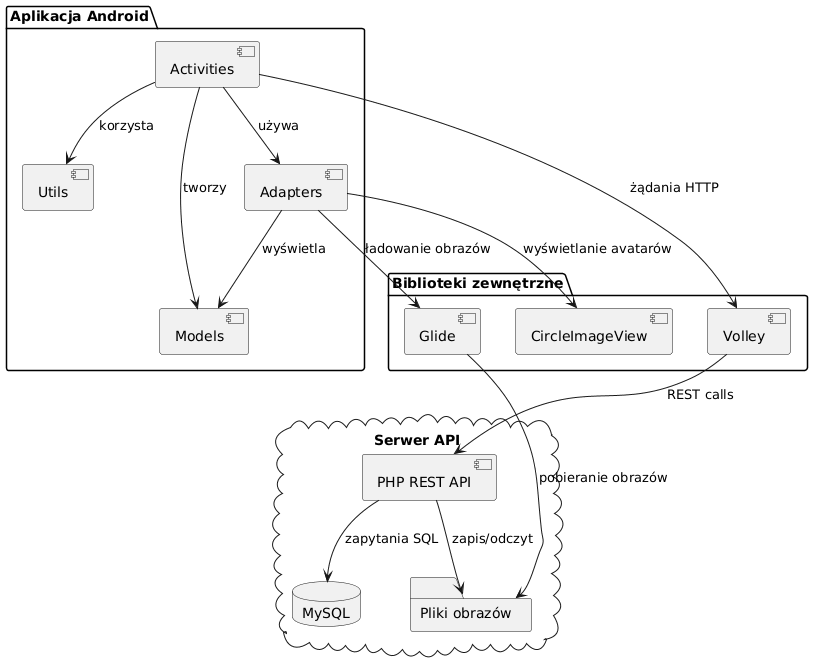 Aplikacja Android
Activities
korzysta
używa
tworzy
żądania HTTP
Utils
Adapters
wyświetla
ładowanie obrazów
wyświetlanie avatarów
Biblioteki zewnętrzne
Models
Glide
CircleImageView
Volley
REST calls
Serwer API
PHP REST API
pobieranie obrazów
zapytania SQL
zapis/odczyt
MySQL
Pliki obrazów